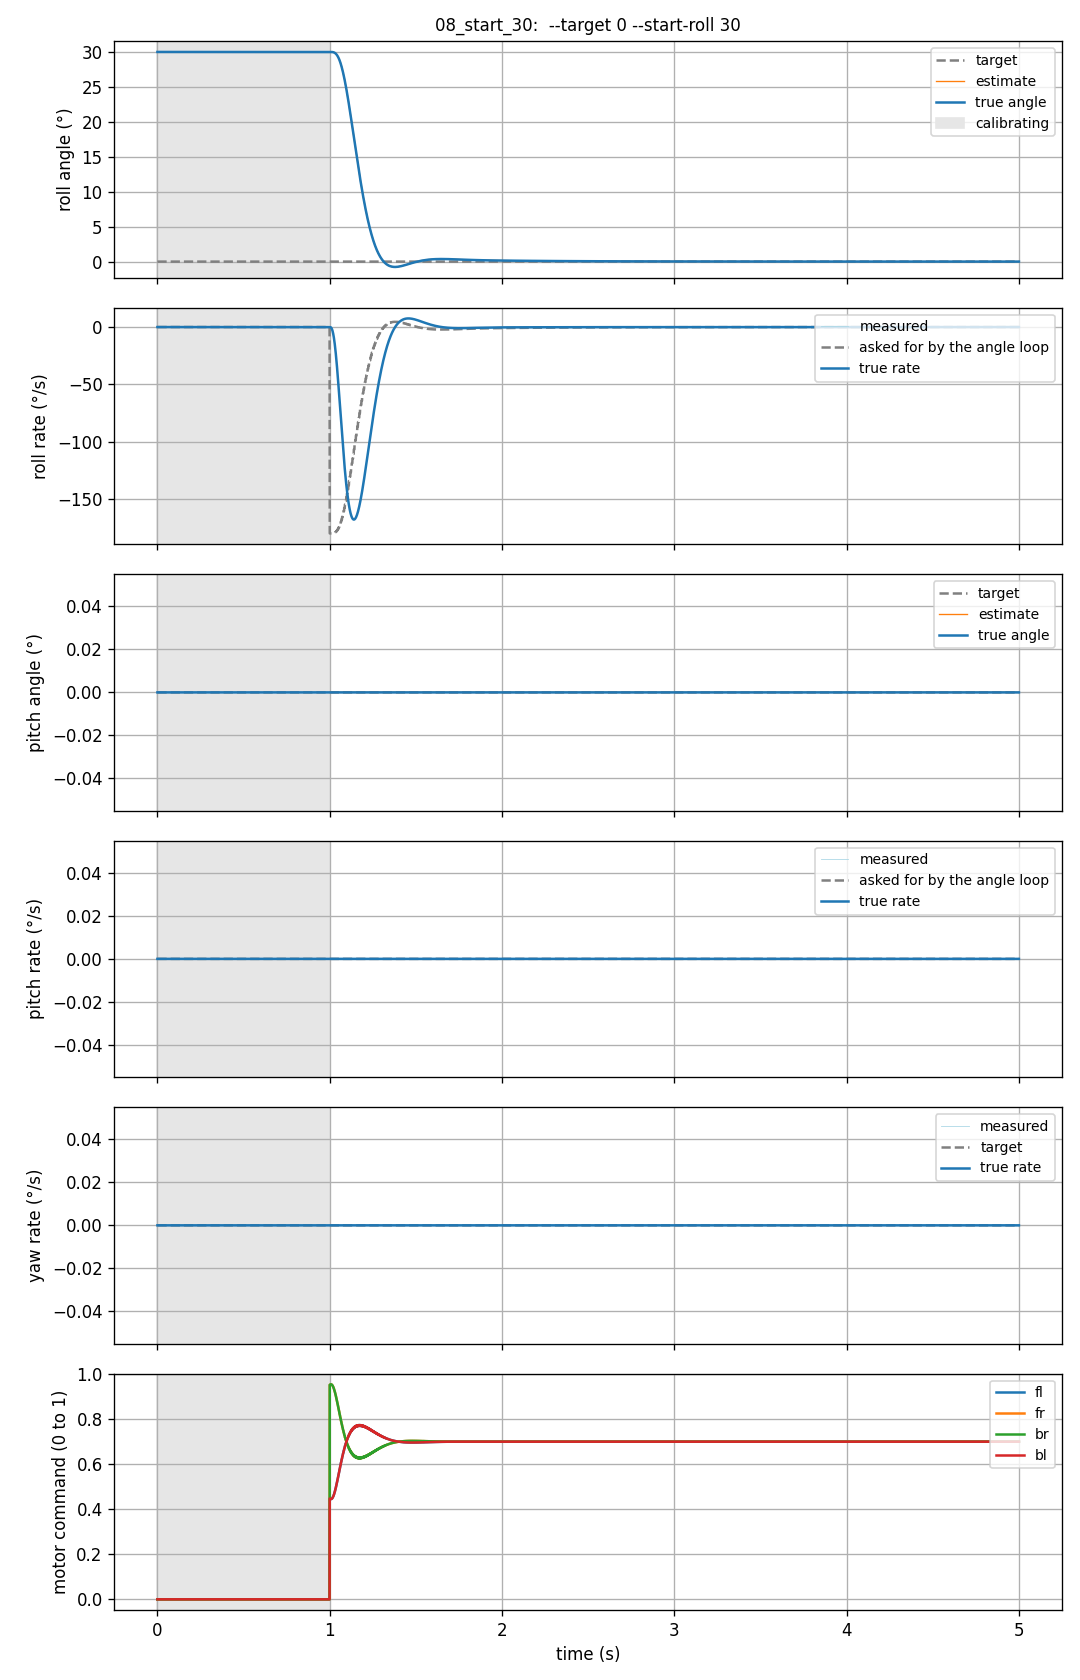 08_start_30:  --target 0 --start-roll 30
roll angle (°)
30
25
20
15
10
5
0
target
estimate
true angle
calibrating
roll rate (°/s)
0
−50
−100
−150
measured
asked for by the angle loop
true rate
pitch angle (°)
0.04
0.02
0.00
−0.02
−0.04
target
estimate
true angle
pitch rate (°/s)
0.04
0.02
0.00
−0.02
−0.04
measured
asked for by the angle loop
true rate
yaw rate (°/s)
0.04
0.02
0.00
−0.02
−0.04
measured
target
true rate
motor command (0 to 1)
1.0
0.8
0.6
0.4
0.2
0.0
fl
fr
br
bl
0 1 2 3 4 5
time (s)